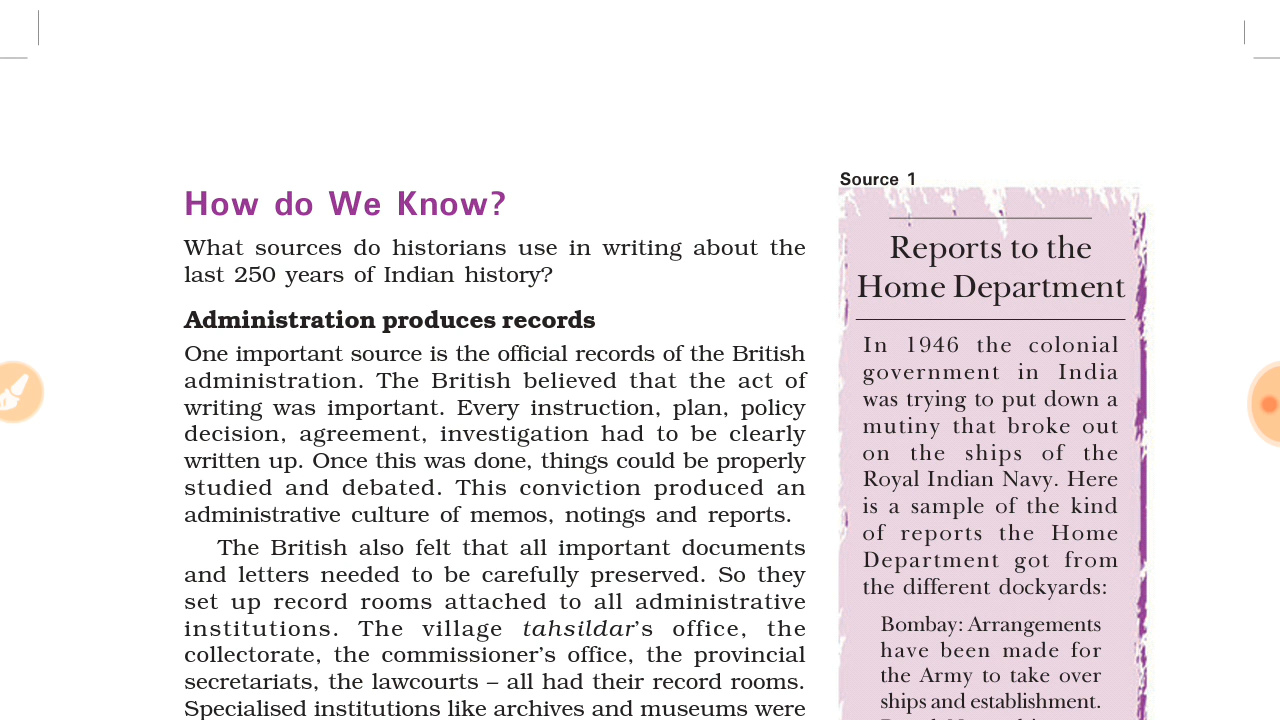 How do We Know?
What sources do historians use in writing about the
last 250 years of Indian history?
Administration produces records
One important source is the official records of the British
administration. The British believed that the act of
writing was important. Every instruction, plan, policy
decision, agreement, investigation had to be clearly
written up. Once this was done, things could be properly
studied and debated. This conviction produced an
administrative culture of memos, notings and reports.
The British also felt that all important documents
and letters needed to be carefully preserved. So they
set up record rooms attached to all administrative
institutions. The village tahsildar’s office, the
collectorate, the commissioner’s office, the provincial
secretariats, the lawcourts – all had their record rooms.
Specialised institutions like archives and museums were
Source 1
Reports to the
Home Department
In 1946 the colonial
government in India
was trying to put down a
mutiny that broke out
on the ships of the
Royal Indian Navy. Here
is a sample of the kind
of reports the Home
Department got from
the different dockyards:
Bombay: Arrangements
have been made for
the Army to take over
ships and establishment.